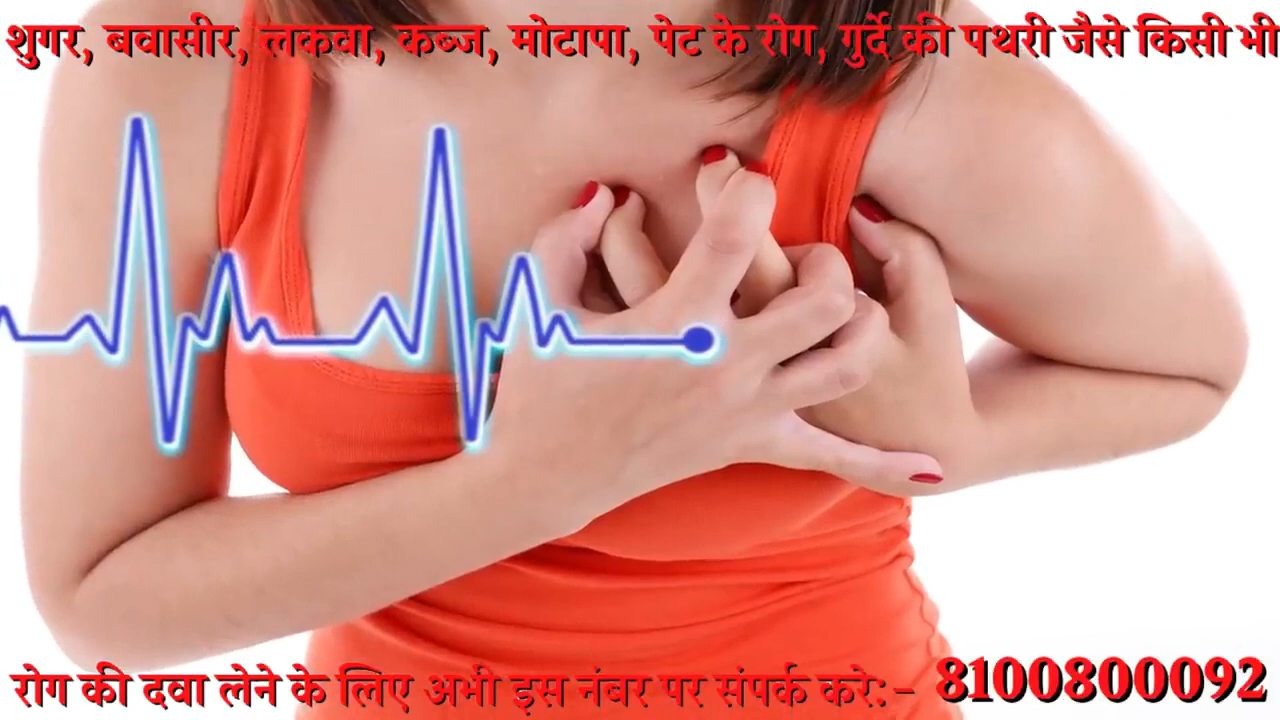 शुगर, बवासीर, लकवा, कब्ज, मोटापा, पेट के रोग, गुर्दे की पथरी जैसे किसी भी
रोग की दवा लेने के लिए अभी इस नंबर पर संपर्क करे:- 8100800092